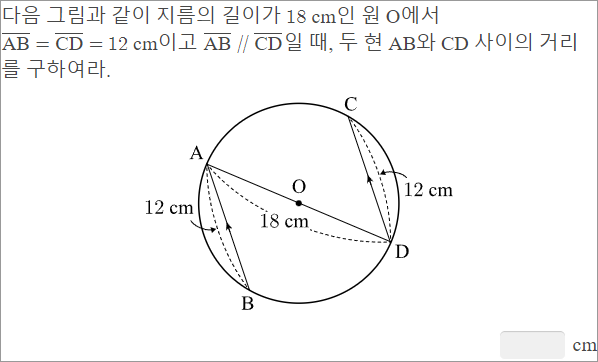 다음 그림과 같이 지름의 길이가 18 cm인 원 O에서
AB = CD = 12 cm이고 AB // CD일 때, 두 현 AB와 CD 사이의 거리
를 구하여라.
C
A
O
12 cm
12 cm
18 cm
D
B
cm